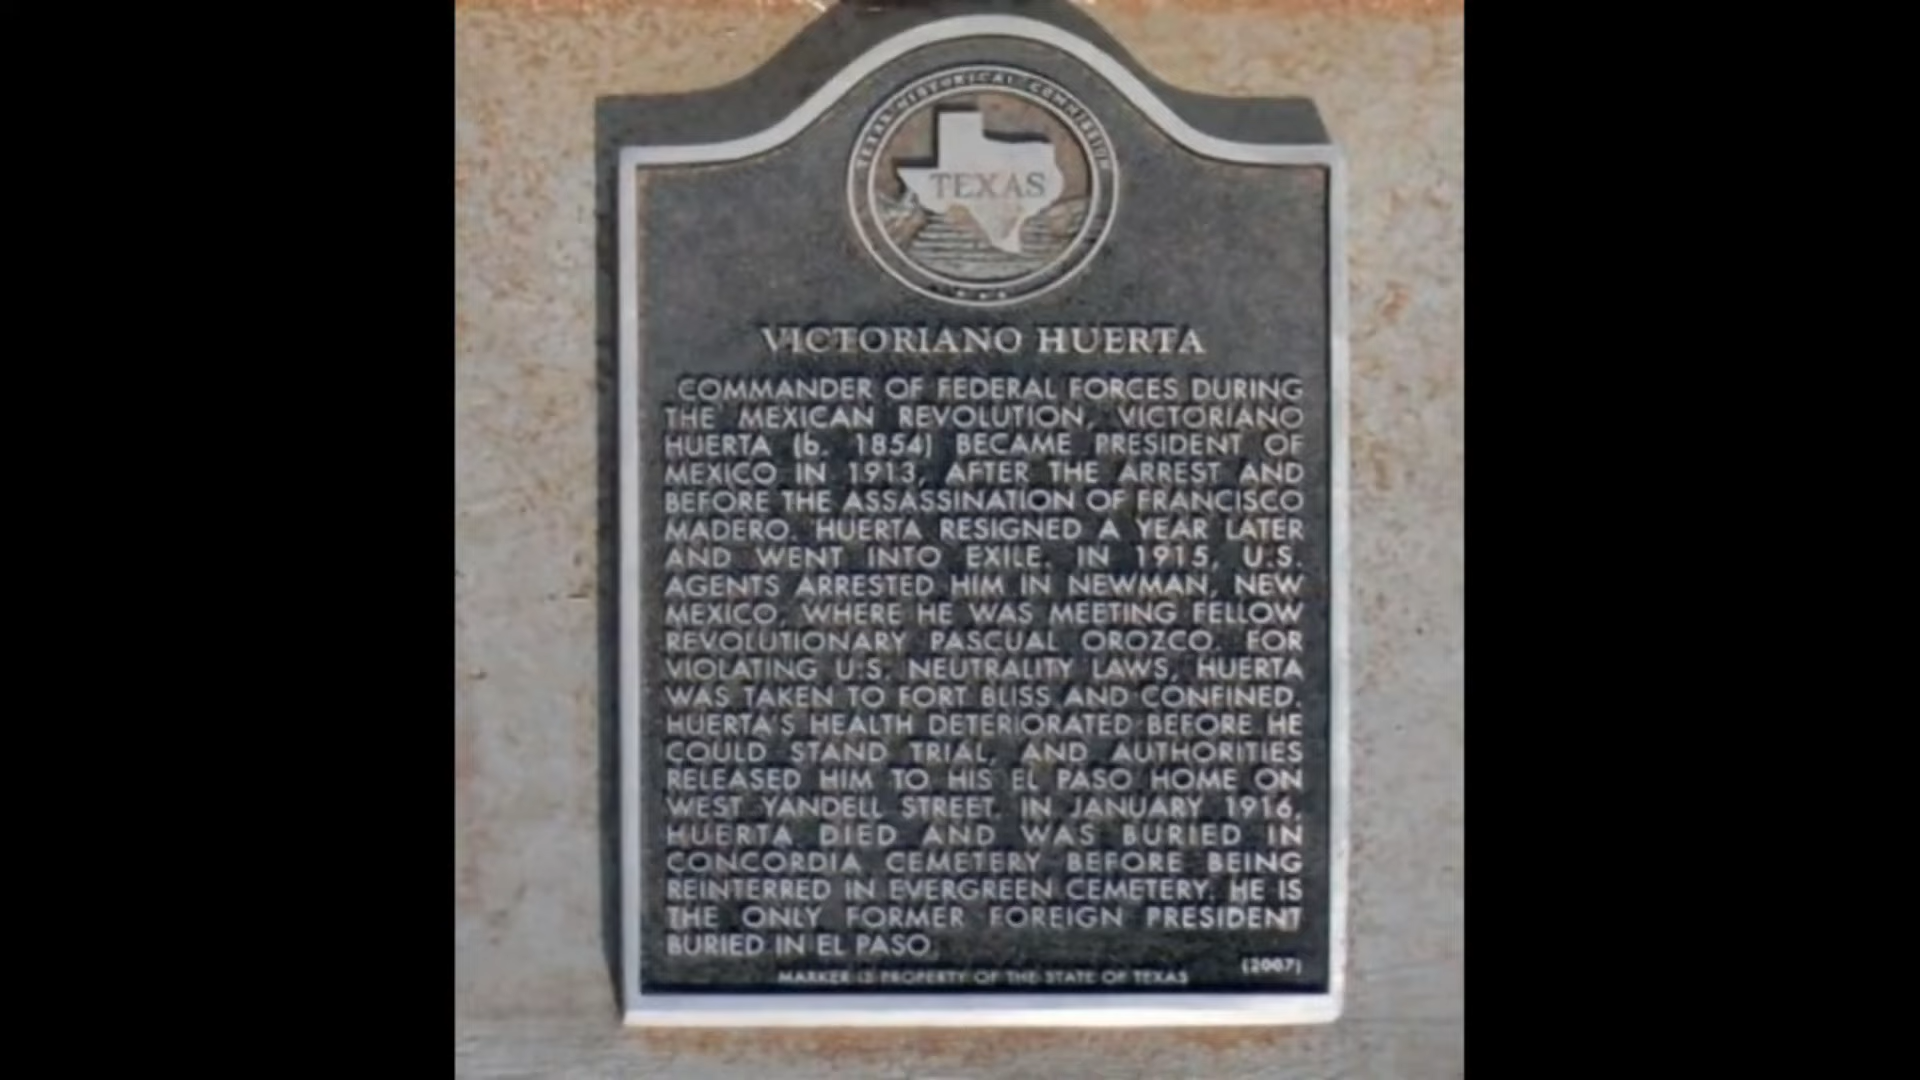 TEXAS HISTORICAL COMMISSION
TEXAS
VICTORIANO HUERTA
COMMANDER OF FEDERAL FORCES DURING
THE MEXICAN REVOLUTION, VICTORIANO
HUERTA (b. 1854) BECAME PRESIDENT OF
MEXICO IN 1913, AFTER THE ARREST AND
BEFORE THE ASSASSINATION OF FRANCISCO
MADERO. HUERTA RESIGNED A YEAR LATER
AND WENT INTO EXILE. IN 1915, U.S.
AGENTS ARRESTED HIM IN NEWMAN, NEW
MEXICO, WHERE HE WAS MEETING FELLOW
REVOLUTIONARY PASCUAL OROZCO. FOR
VIOLATING U.S. NEUTRALITY LAWS, HUERTA
WAS TAKEN TO FORT BLISS AND CONFINED.
HUERTA'S HEALTH DETERIORATED BEFORE HE
COULD STAND TRIAL, AND AUTHORITIES
RELEASED HIM TO HIS EL PASO HOME ON
WEST YANDELL STREET. IN JANUARY 1916,
HUERTA DIED AND WAS BURIED IN
CONCORDIA CEMETERY BEFORE BEING
REINTERRED IN EVERGREEN CEMETERY. HE IS
THE ONLY FORMER FOREIGN PRESIDENT
BURIED IN EL PASO.
(2007)
MARKER IS PROPERTY OF THE STATE OF TEXAS